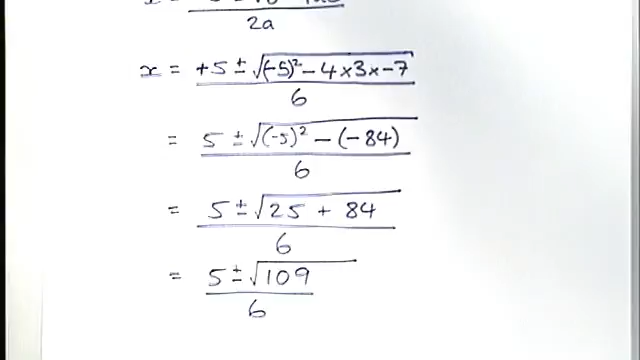 2a
x = +5 ± √(-5)² - 4×3×-7
6
= 5 ± √(-5)² - (-84)
6
= 5 ± √25 + 84
6
= 5 ± √109
6